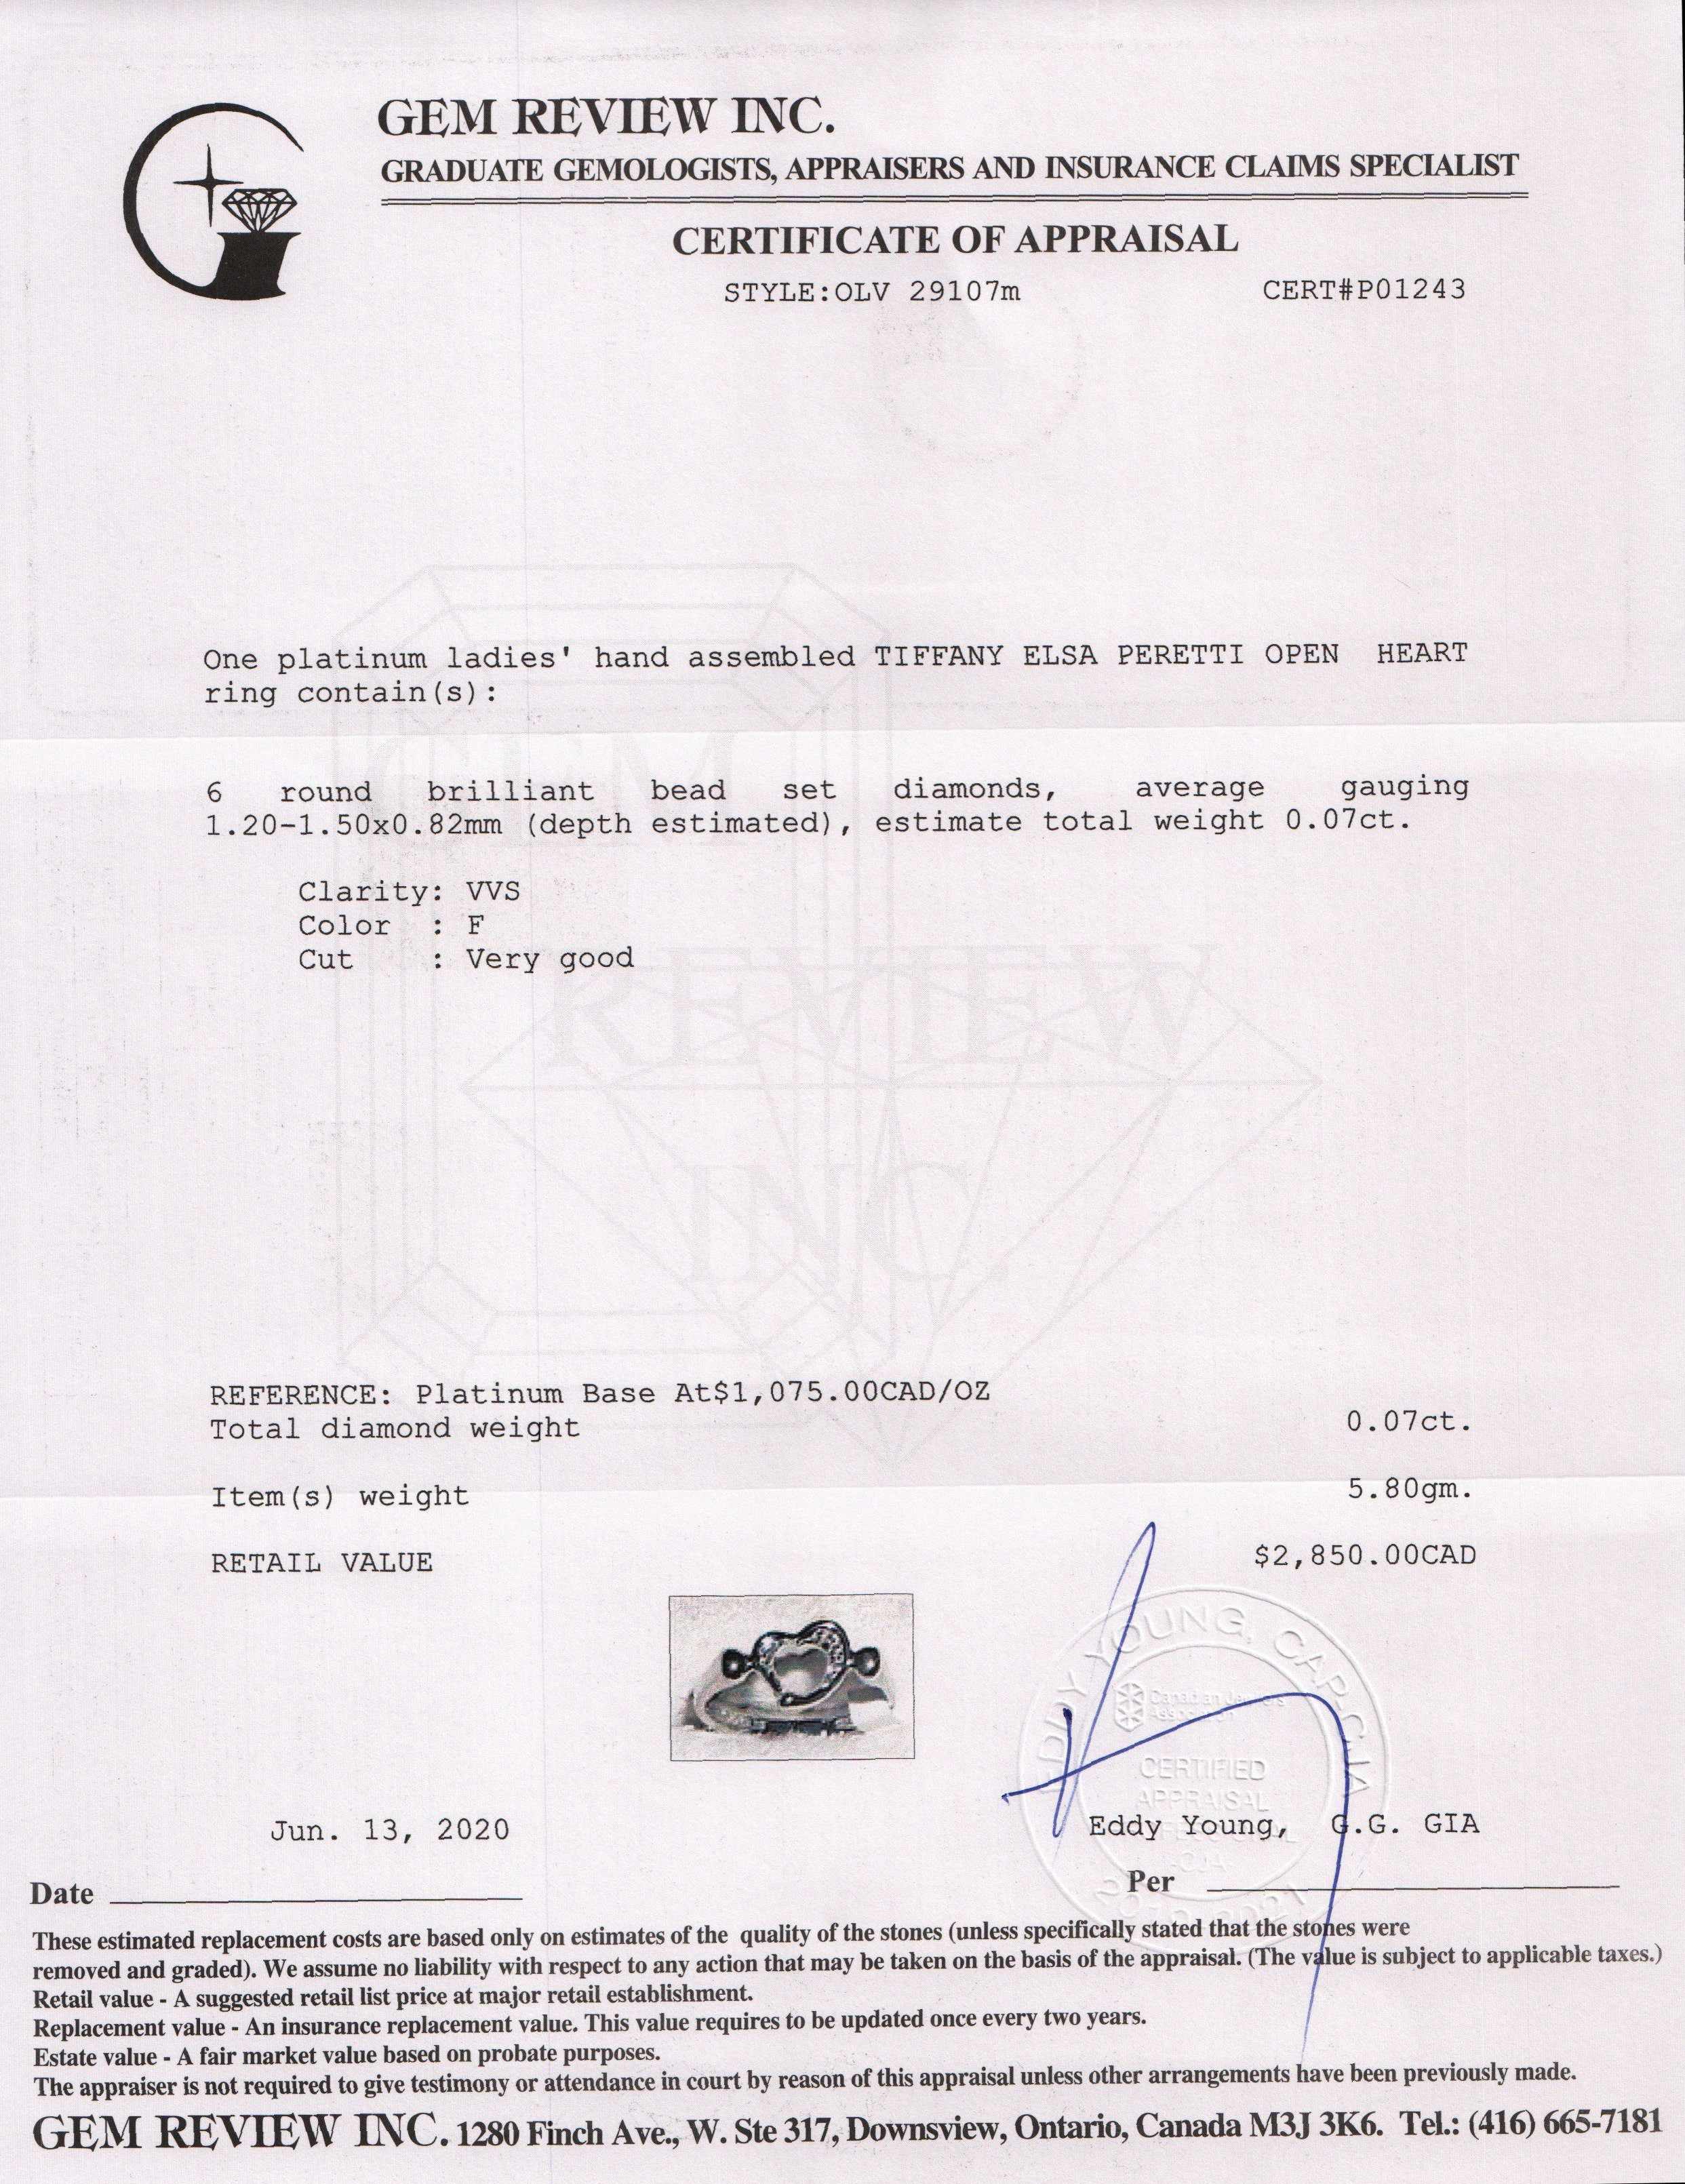 GEM REVIEW INC.
GRADUATE GEMOLOGISTS, APPRAISERS AND INSURANCE CLAIMS SPECIALIST
CERTIFICATE OF APPRAISAL
STYLE:OLV 29107m CERT#P01243
One platinum ladies' hand assembled TIFFANY ELSA PERETTI OPEN HEART
ring contain(s):
6 round brilliant bead set diamonds, average gauging
1.20-1.50x0.82mm (depth estimated), estimate total weight 0.07ct.
Clarity: VVS
Color : F
Cut : Very good
GEM
REVIEW
INC.
REFERENCE: Platinum Base At$1,075.00CAD/OZ
Total diamond weight 0.07ct.
Item(s) weight 5.80gm.
RETAIL VALUE $2,850.00CAD
EDDY YOUNG, CAP-CJA
Canadian Jewellers
Association
CERTIFIED
APPRAISAL
Jun. 13, 2020 Eddy Young, G.G. GIA
Date Per
These estimated replacement costs are based only on estimates of the quality of the stones (unless specifically stated that the stones were
removed and graded). We assume no liability with respect to any action that may be taken on the basis of the appraisal. (The value is subject to applicable taxes.)
Retail value - A suggested retail list price at major retail establishment.
Replacement value - An insurance replacement value. This value requires to be updated once every two years.
Estate value - A fair market value based on probate purposes.
The appraiser is not required to give testimony or attendance in court by reason of this appraisal unless other arrangements have been previously made.
GEM REVIEW INC. 1280 Finch Ave., W. Ste 317, Downsview, Ontario, Canada M3J 3K6. Tel.: (416) 665-7181